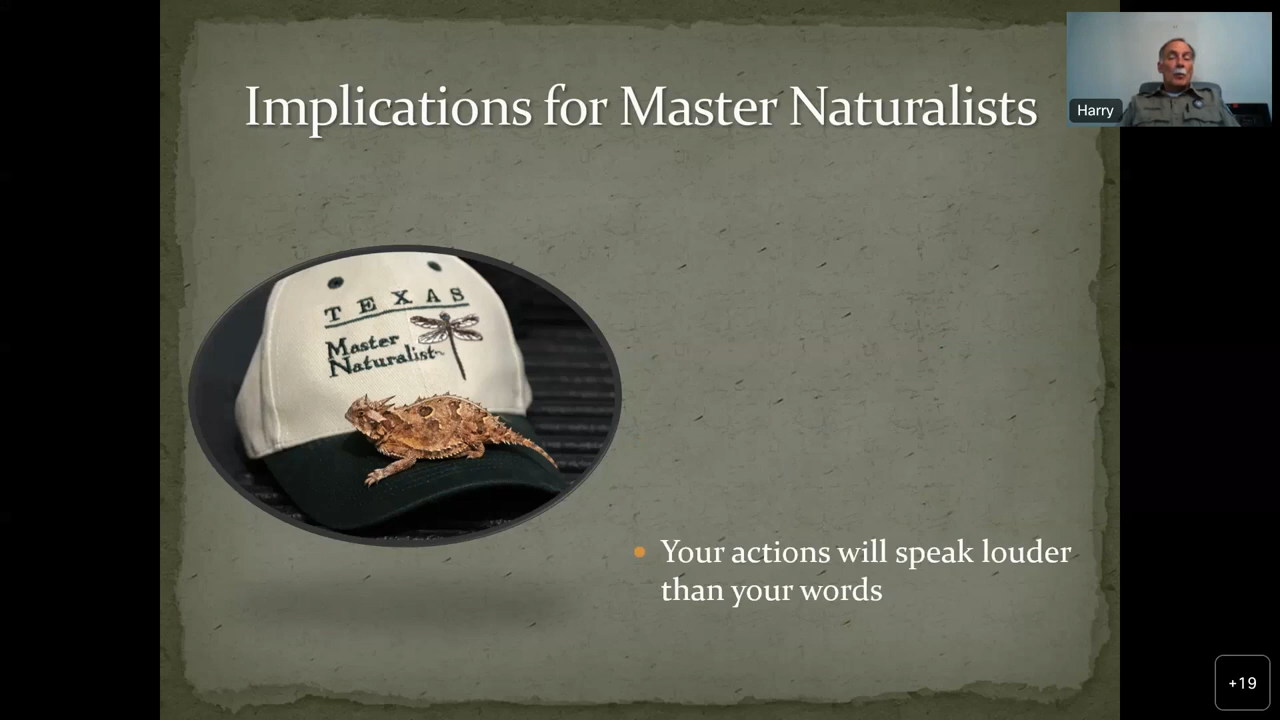 Implications for Master Naturalists
Harry
TEXAS
Master
Naturalist
Your actions will speak louder
than your words
+19